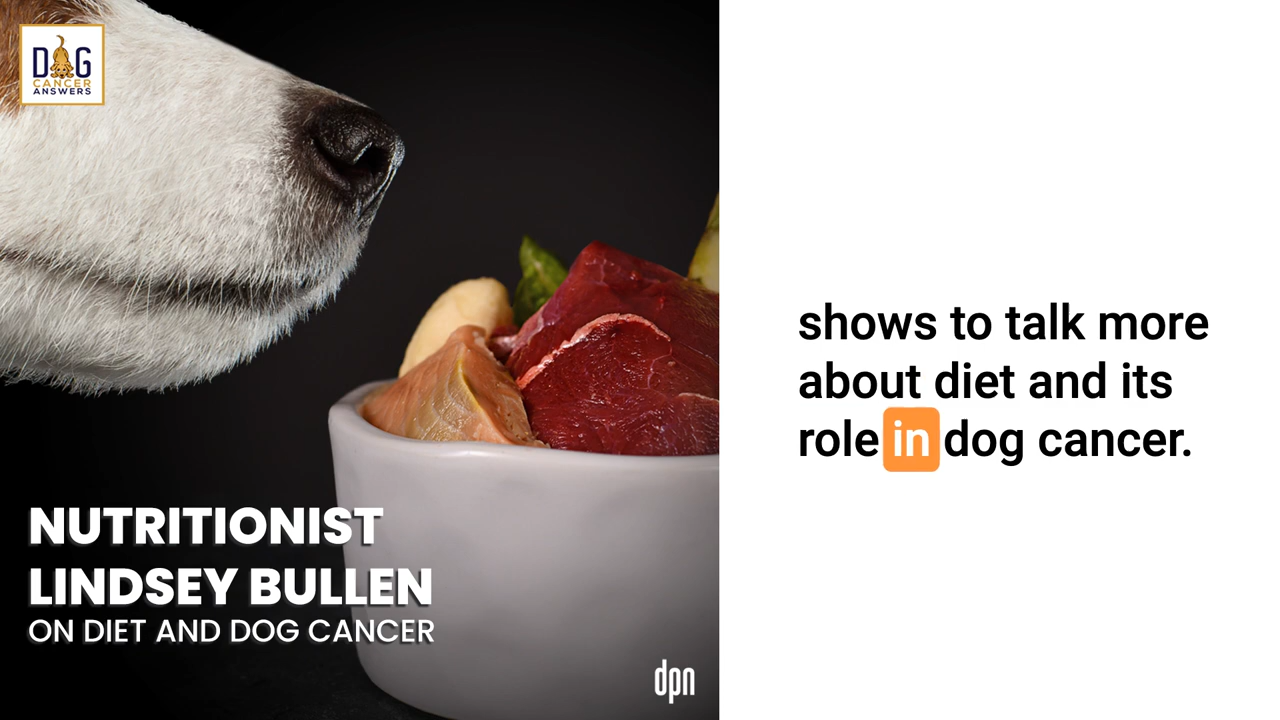 DOG
CANCER
ANSWERS
NUTRITIONIST
LINDSEY BULLEN
ON DIET AND DOG CANCER
dpn
shows to talk more
about diet and its
role in dog cancer.